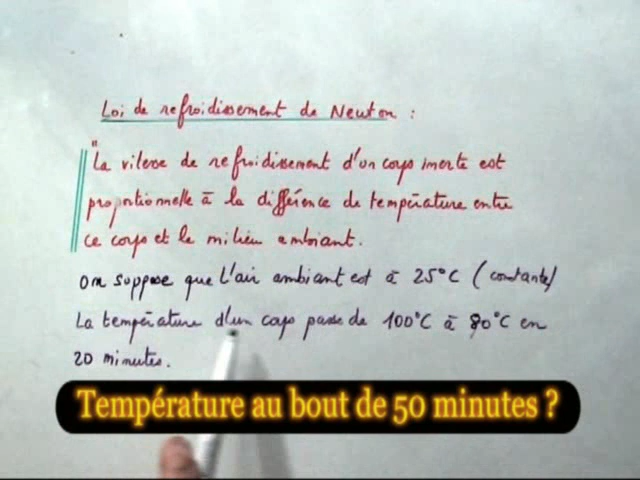 Loi de refroidissement de Newton :
"La vitesse de refroidissement d'un corps inerte est
proportionnelle à la différence de température entre
ce corps et le milieu ambiant.
On suppose que l'air ambiant est à 25°C (constante)
La température d'un corps passe de 100°C à en
20 minutes.
Température au bout de 50 minutes ?